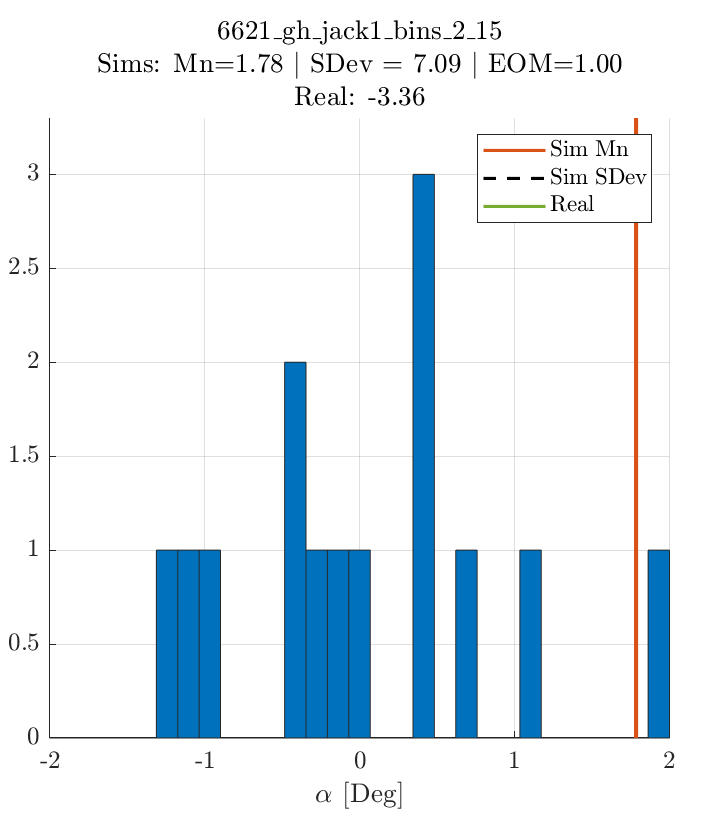 6621_gh_jack1_bins_2_15
Sims: Mn=1.78 | SDev = 7.09 | EOM=1.00
Real: -3.36
Sim Mn
Sim SDev
Real
3
2.5
2
1.5
1
0.5
0
-2 -1 0 1 2
α [Deg]